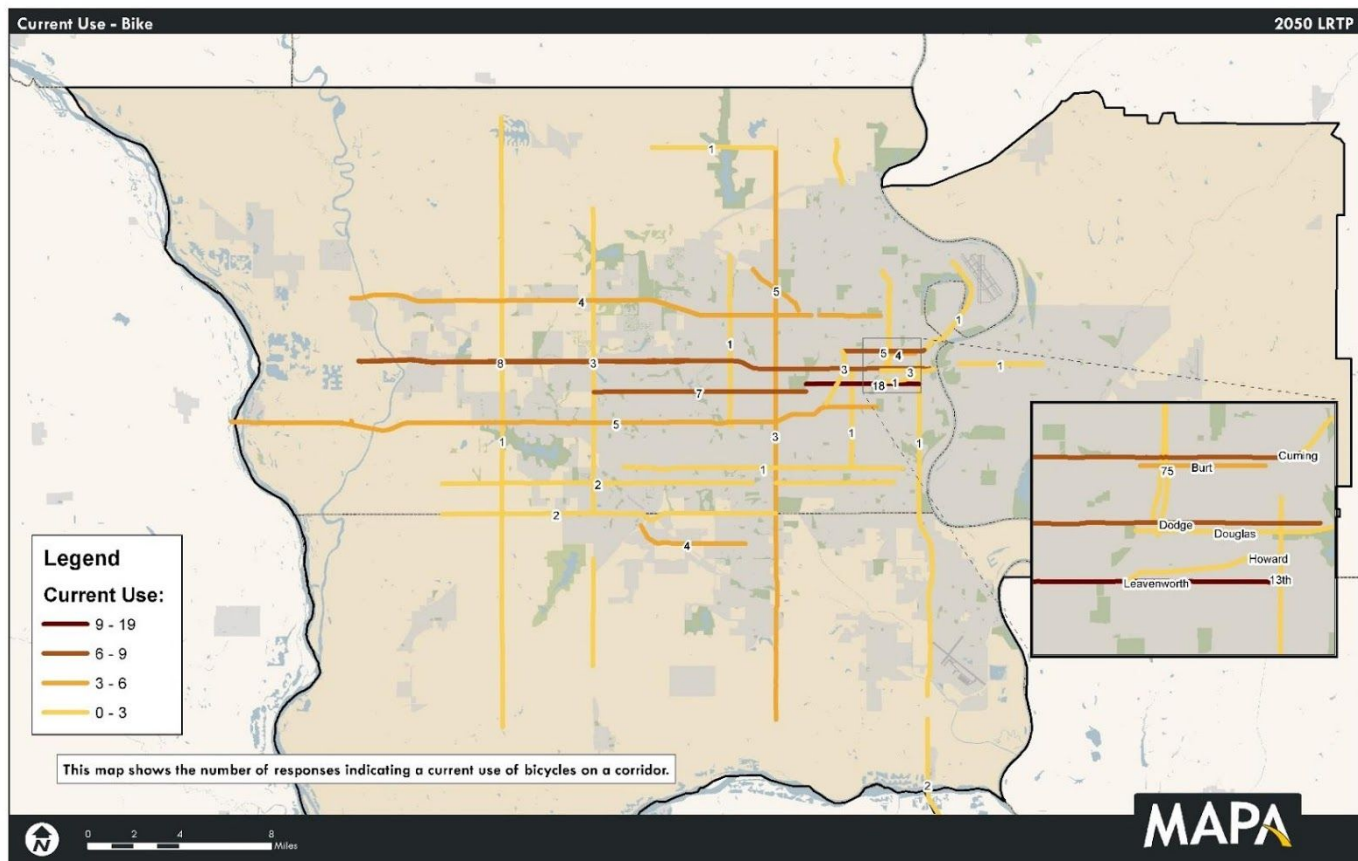 Current Use - Bike
2050 LRTP
1
5
4
1
1
5
4
8
3
3
3
1
7
18
1
5
3
1
1
1
1
2
2
4
2
Cuming
75
Burt
Dodge
Douglas
Howard
Leavenworth
13th
Legend
Current Use:
9 - 19
6 - 9
3 - 6
0 - 3
This map shows the number of responses indicating a current use of bicycles on a corridor.
N
0 2 4 8
Miles
MAPA